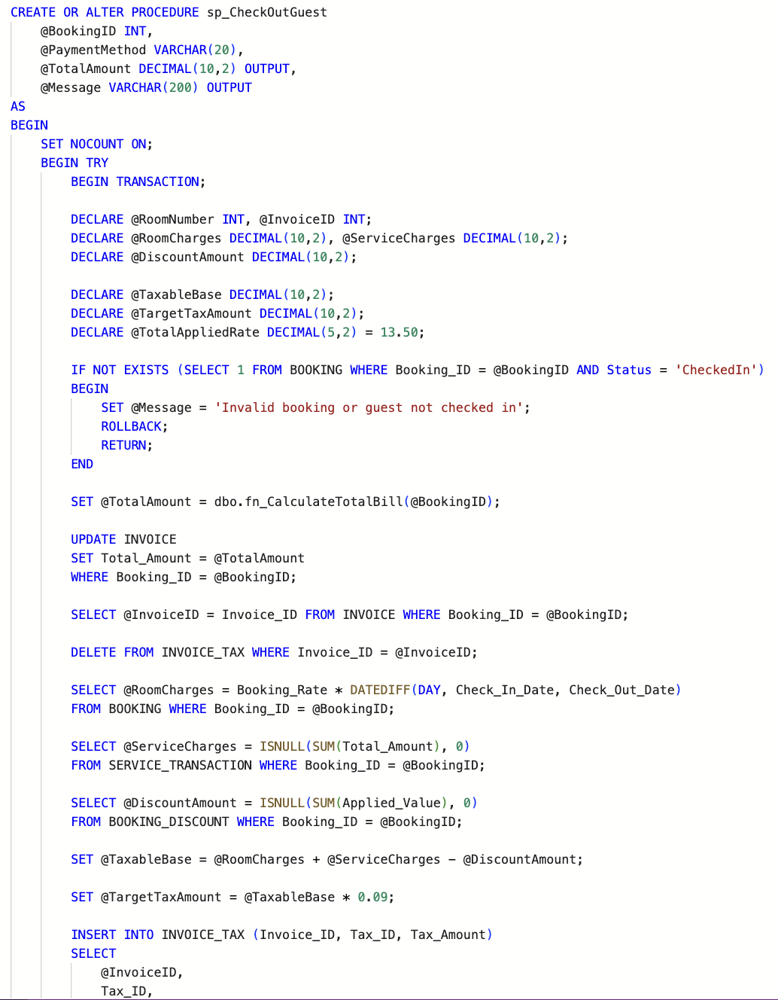 CREATE OR ALTER PROCEDURE sp_CheckOutGuest
    @BookingID INT,
    @PaymentMethod VARCHAR(20),
    @TotalAmount DECIMAL(10,2) OUTPUT,
    @Message VARCHAR(200) OUTPUT
AS
BEGIN
    SET NOCOUNT ON;
    BEGIN TRY
        BEGIN TRANSACTION;

        DECLARE @RoomNumber INT, @InvoiceID INT;
        DECLARE @RoomCharges DECIMAL(10,2), @ServiceCharges DECIMAL(10,2);
        DECLARE @DiscountAmount DECIMAL(10,2);

        DECLARE @TaxableBase DECIMAL(10,2);
        DECLARE @TargetTaxAmount DECIMAL(10,2);
        DECLARE @TotalAppliedRate DECIMAL(5,2) = 13.50;

        IF NOT EXISTS (SELECT 1 FROM BOOKING WHERE Booking_ID = @BookingID AND Status = 'CheckedIn')
        BEGIN
            SET @Message = 'Invalid booking or guest not checked in';
            ROLLBACK;
            RETURN;
        END

        SET @TotalAmount = dbo.fn_CalculateTotalBill(@BookingID);

        UPDATE INVOICE
        SET Total_Amount = @TotalAmount
        WHERE Booking_ID = @BookingID;

        SELECT @InvoiceID = Invoice_ID FROM INVOICE WHERE Booking_ID = @BookingID;

        DELETE FROM INVOICE_TAX WHERE Invoice_ID = @InvoiceID;

        SELECT @RoomCharges = Booking_Rate * DATEDIFF(DAY, Check_In_Date, Check_Out_Date)
        FROM BOOKING WHERE Booking_ID = @BookingID;

        SELECT @ServiceCharges = ISNULL(SUM(Total_Amount), 0)
        FROM SERVICE_TRANSACTION WHERE Booking_ID = @BookingID;

        SELECT @DiscountAmount = ISNULL(SUM(Applied_Value), 0)
        FROM BOOKING_DISCOUNT WHERE Booking_ID = @BookingID;

        SET @TaxableBase = @RoomCharges + @ServiceCharges - @DiscountAmount;

        SET @TargetTaxAmount = @TaxableBase * 0.09;

        INSERT INTO INVOICE_TAX (Invoice_ID, Tax_ID, Tax_Amount)
        SELECT
            @InvoiceID,
            Tax_ID,